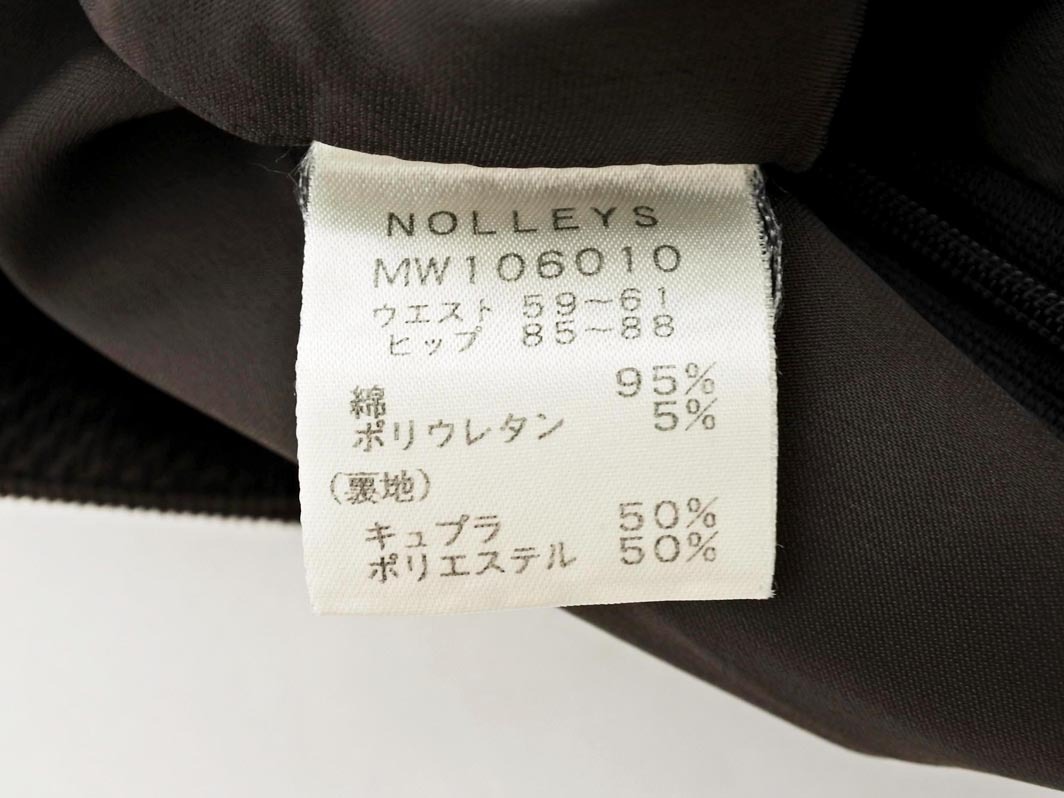 NOLLEYS
MW106010
ウエスト 59～61
ヒップ 85～88
綿 95%
ポリウレタン 5%
(裏地)
キュプラ 50%
ポリエステル 50%